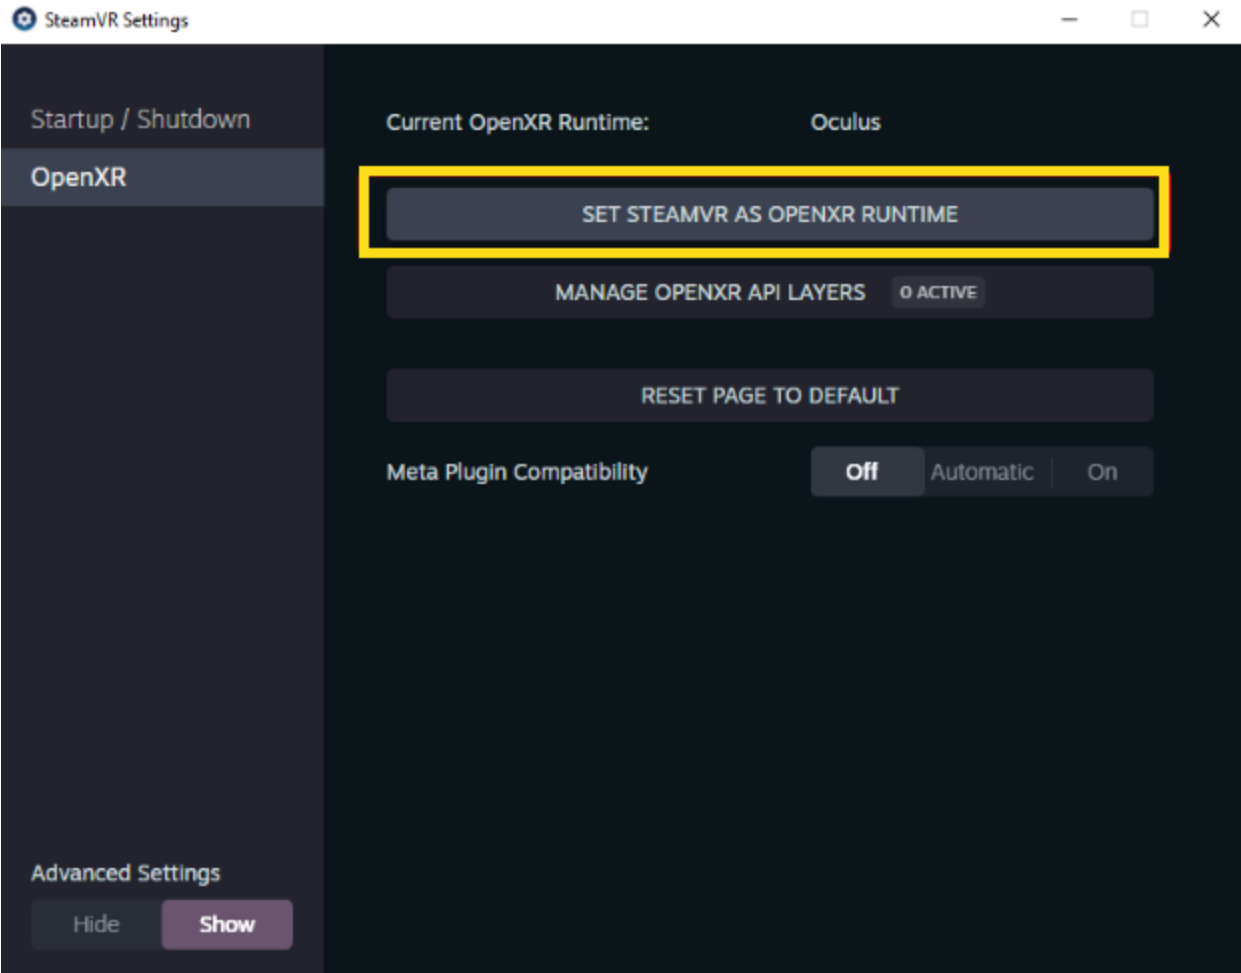 SteamVR Settings
Startup / Shutdown
OpenXR
Current OpenXR Runtime: Oculus
SET STEAMVR AS OPENXR RUNTIME
MANAGE OPENXR API LAYERS 0 ACTIVE
RESET PAGE TO DEFAULT
Meta Plugin Compatibility Off Automatic On
Advanced Settings
Hide Show